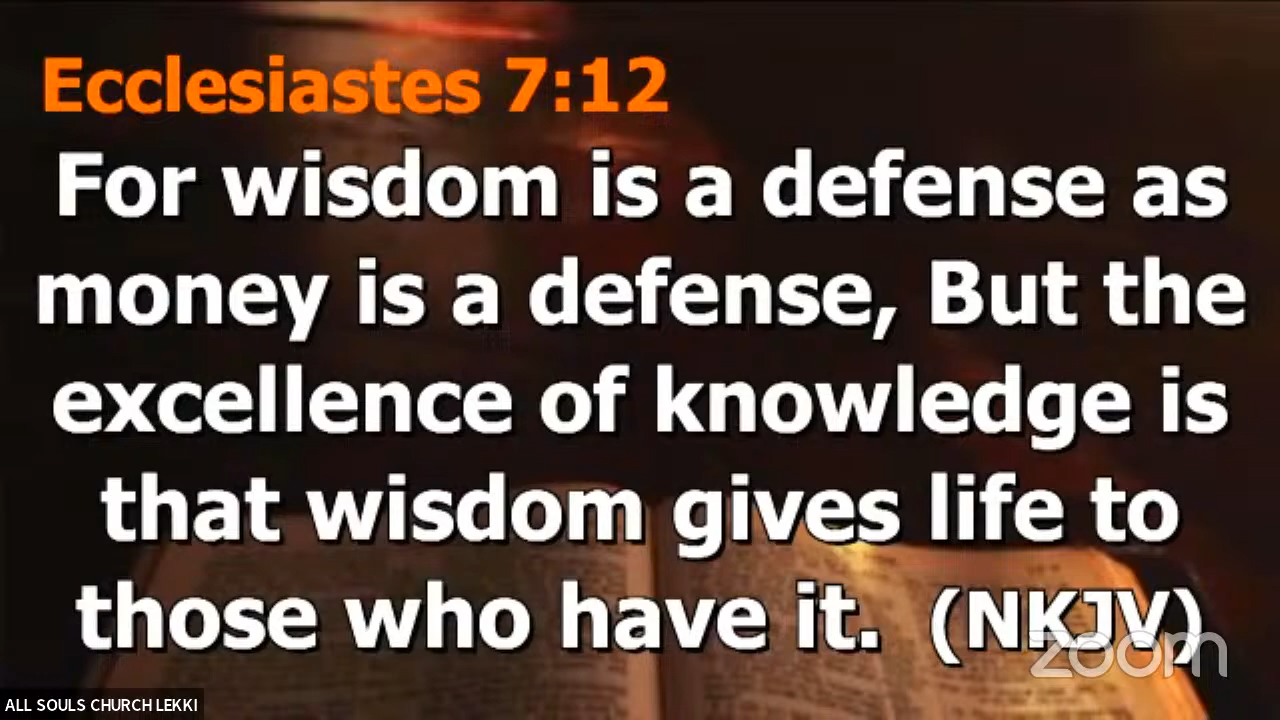 Ecclesiastes 7:12
For wisdom is a defense as
money is a defense, But the
excellence of knowledge is
that wisdom gives life to
those who have it. (NKJV)
zoom
ALL SOULS CHURCH LEKKI